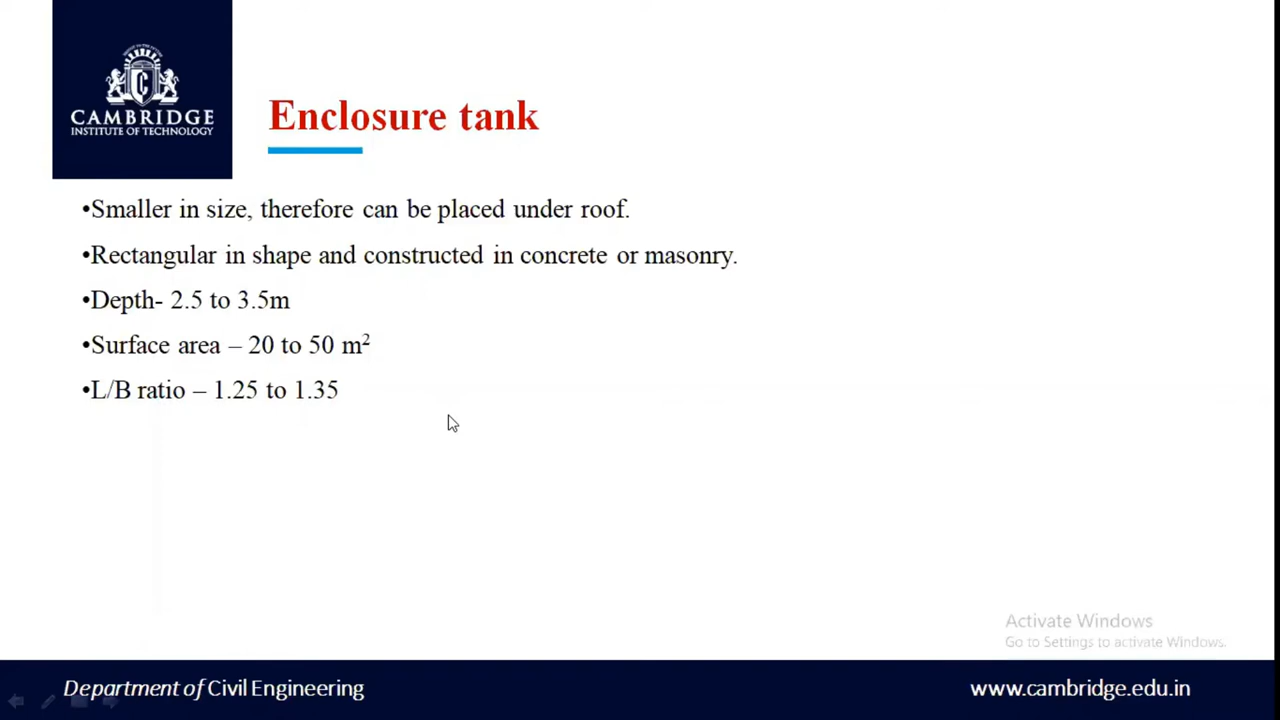 CAMBRIDGE
INSTITUTE OF TECHNOLOGY
Enclosure tank
•Smaller in size, therefore can be placed under roof.
•Rectangular in shape and constructed in concrete or masonry.
•Depth- 2.5 to 3.5m
•Surface area – 20 to 50 m²
•L/B ratio – 1.25 to 1.35
Activate Windows
Go to Settings to activate Windows.
Department of Civil Engineering
www.cambridge.edu.in